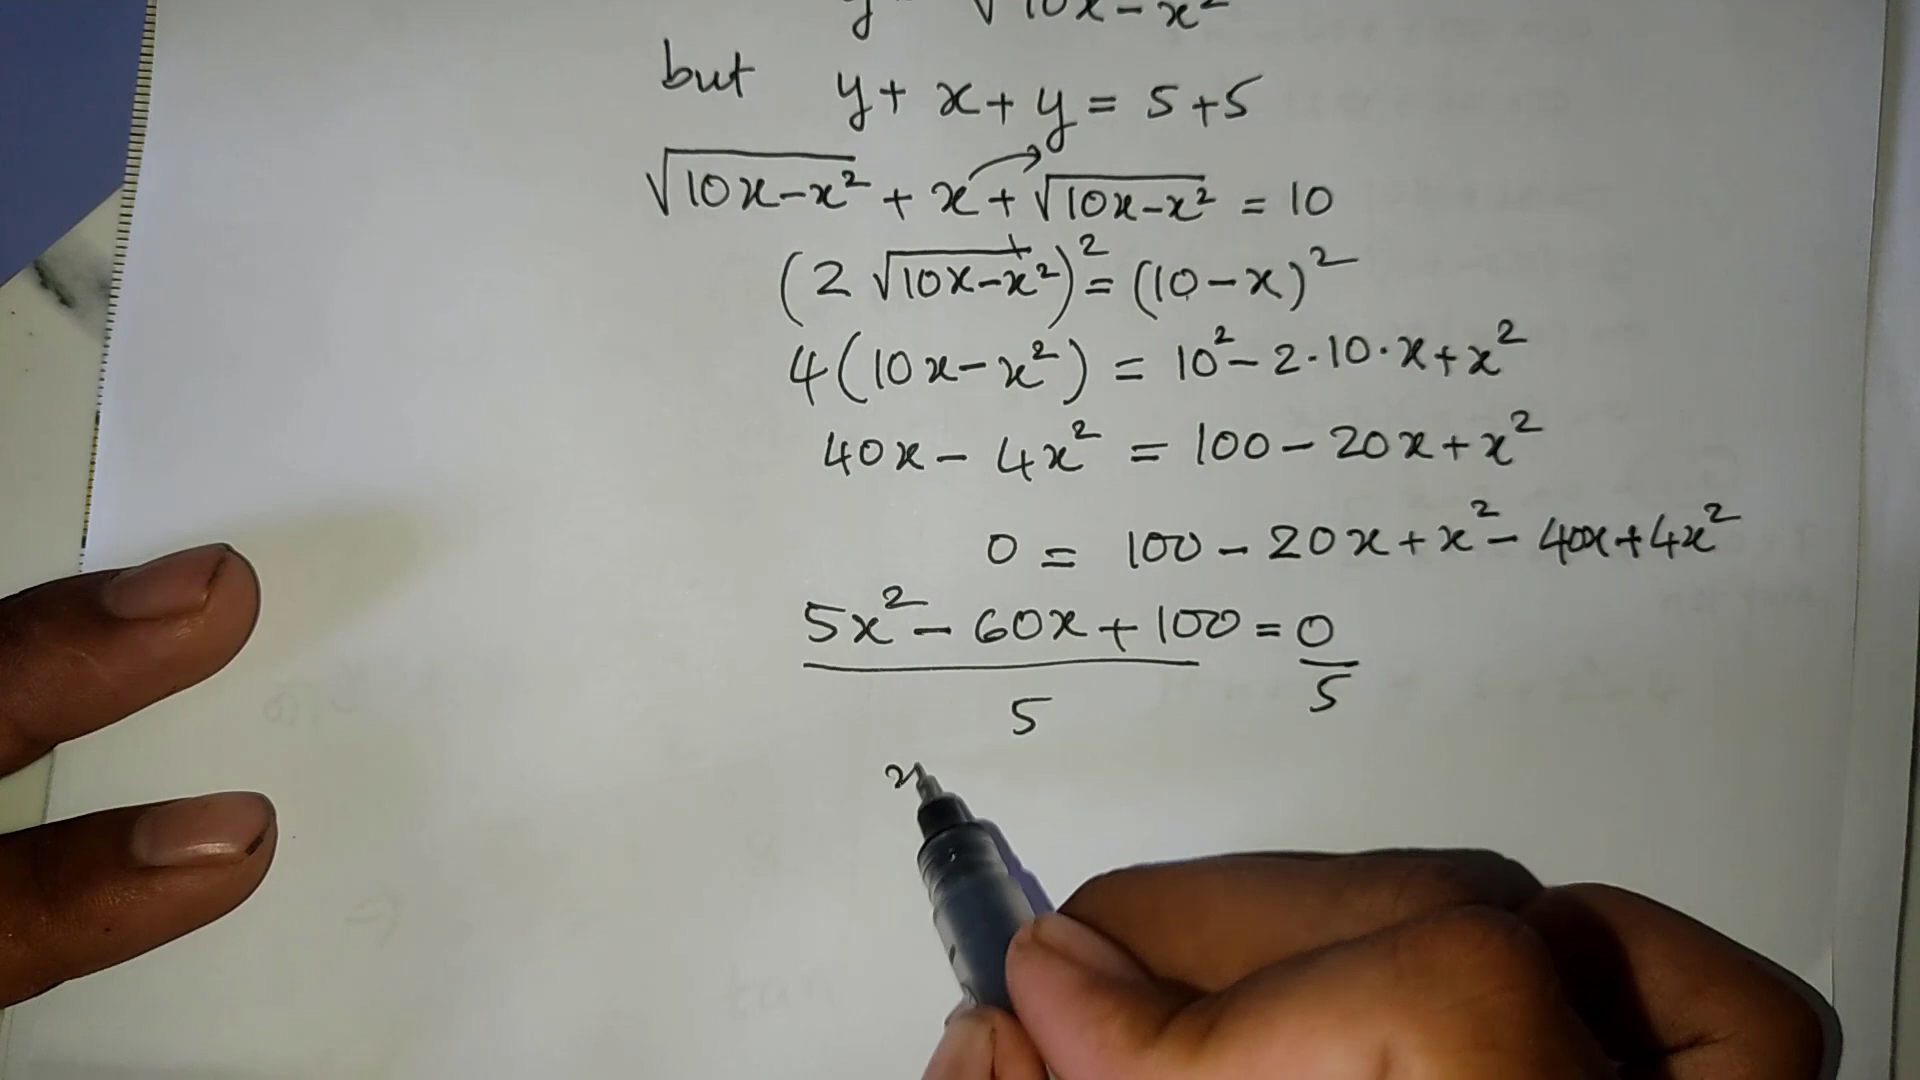 y = √10x-x²
but y + x + y = 5 + 5
√10x-x² + x + √10x-x² = 10
(2 √10x-x²)² = (10-x)²
4(10x-x²) = 10² - 2·10·x + x²
40x - 4x² = 100 - 20x + x²
0 = 100 - 20x + x² - 40x + 4x²
5x² - 60x + 100 = 0
5 5
x